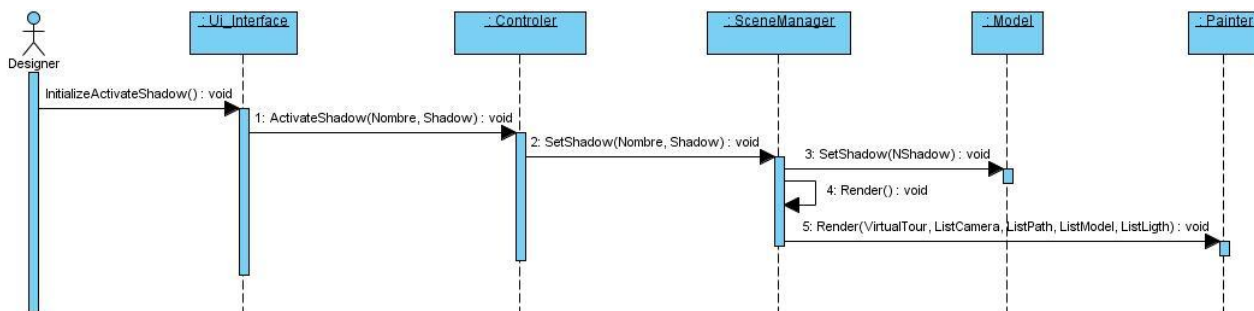 : Ui_Interface
: Controler
: SceneManager
: Model
: Painter
Designer
InitializeActivateShadow() : void
1: ActivateShadow(Nombre, Shadow) : void
2: SetShadow(Nombre, Shadow) : void
3: SetShadow(NShadow) : void
4: Render() : void
5: Render(VirtualTour, ListCamera, ListPath, ListModel, ListLigth) : void